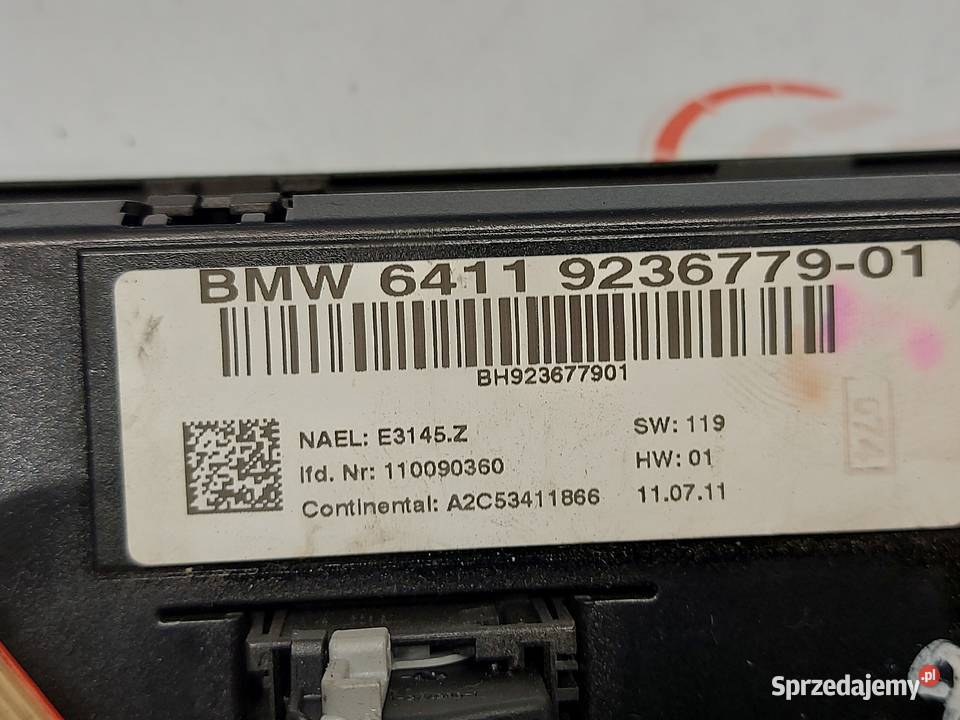 BMW 6411 9236779-01
BH923677901
NAEL: E3145.Z
lfd. Nr: 110090360
Continental: A2C53411866
SW: 119
HW: 01
11.07.11
Sprzedajemy.pl